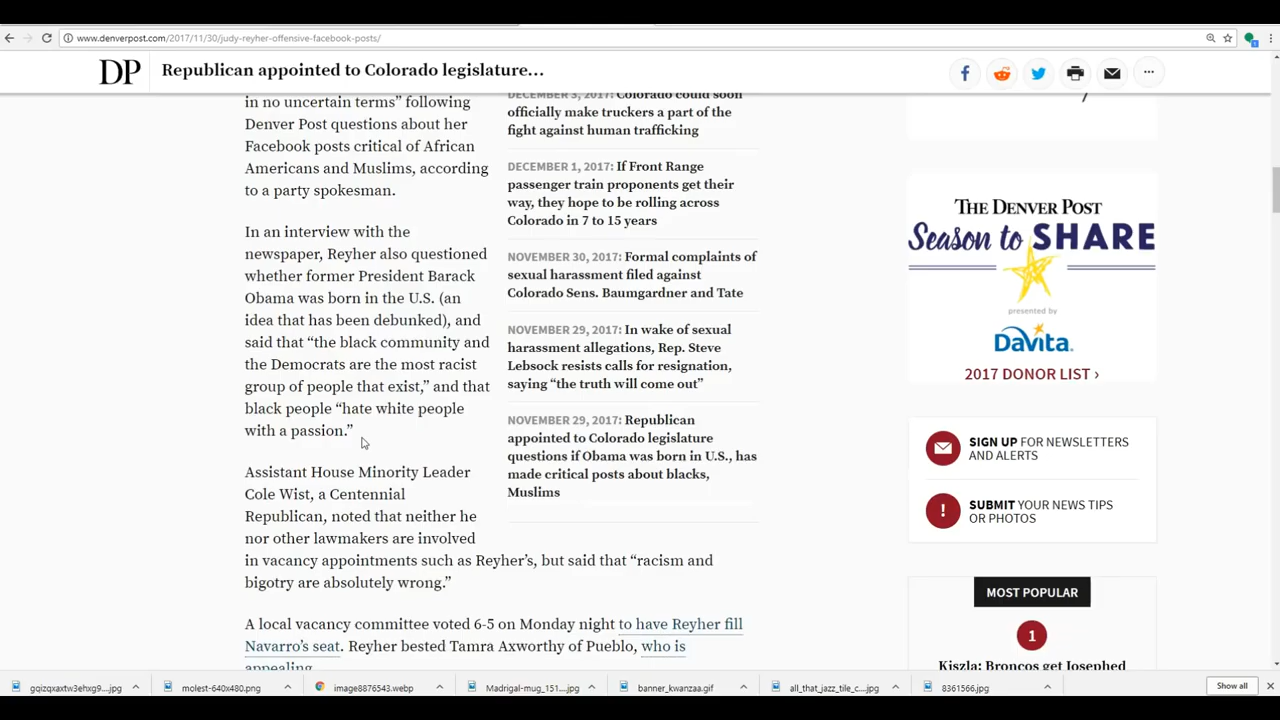 www.denverpost.com/2017/11/30/judy-reyher-offensive-facebook-posts/
DP
Republican appointed to Colorado legislature...
in no uncertain terms” following
Denver Post questions about her
Facebook posts critical of African
Americans and Muslims, according
to a party spokesman.
In an interview with the
newspaper, Reyher also questioned
whether former President Barack
Obama was born in the U.S. (an
idea that has been debunked), and
said that “the black community and
the Democrats are the most racist
group of people that exist,” and that
black people “hate white people
with a passion.”
Assistant House Minority Leader
Cole Wist, a Centennial
Republican, noted that neither he
nor other lawmakers are involved
in vacancy appointments such as Reyher’s, but said that “racism and
bigotry are absolutely wrong.”
A local vacancy committee voted 6-5 on Monday night to have Reyher fill
Navarro’s seat. Reyher bested Tamra Axworthy of Pueblo, who is
appealing.
DECEMBER 3, 2017: Colorado could soon
officially make truckers a part of the
fight against human trafficking
DECEMBER 1, 2017: If Front Range
passenger train proponents get their
way, they hope to be rolling across
Colorado in 7 to 15 years
NOVEMBER 30, 2017: Formal complaints of
sexual harassment filed against
Colorado Sens. Baumgardner and Tate
NOVEMBER 29, 2017: In wake of sexual
harassment allegations, Rep. Steve
Lebsock resists calls for resignation,
saying “the truth will come out”
NOVEMBER 29, 2017: Republican
appointed to Colorado legislature
questions if Obama was born in U.S., has
made critical posts about blacks,
Muslims
THE DENVER POST
Season to SHARE
presented by
DaVita.
2017 DONOR LIST ›
SIGN UP FOR NEWSLETTERS
AND ALERTS
! SUBMIT YOUR NEWS TIPS
OR PHOTOS
MOST POPULAR
1
Kiszla: Broncos get Josephed
gqizqxaxtw3ehxg9....jpg
molest-640x480.png
image8876543.webp
Madrigal-mug_151....jpg
banner_kwanzaa.gif
all_that_jazz_tile_c....jpg
8361566.jpg
Show all